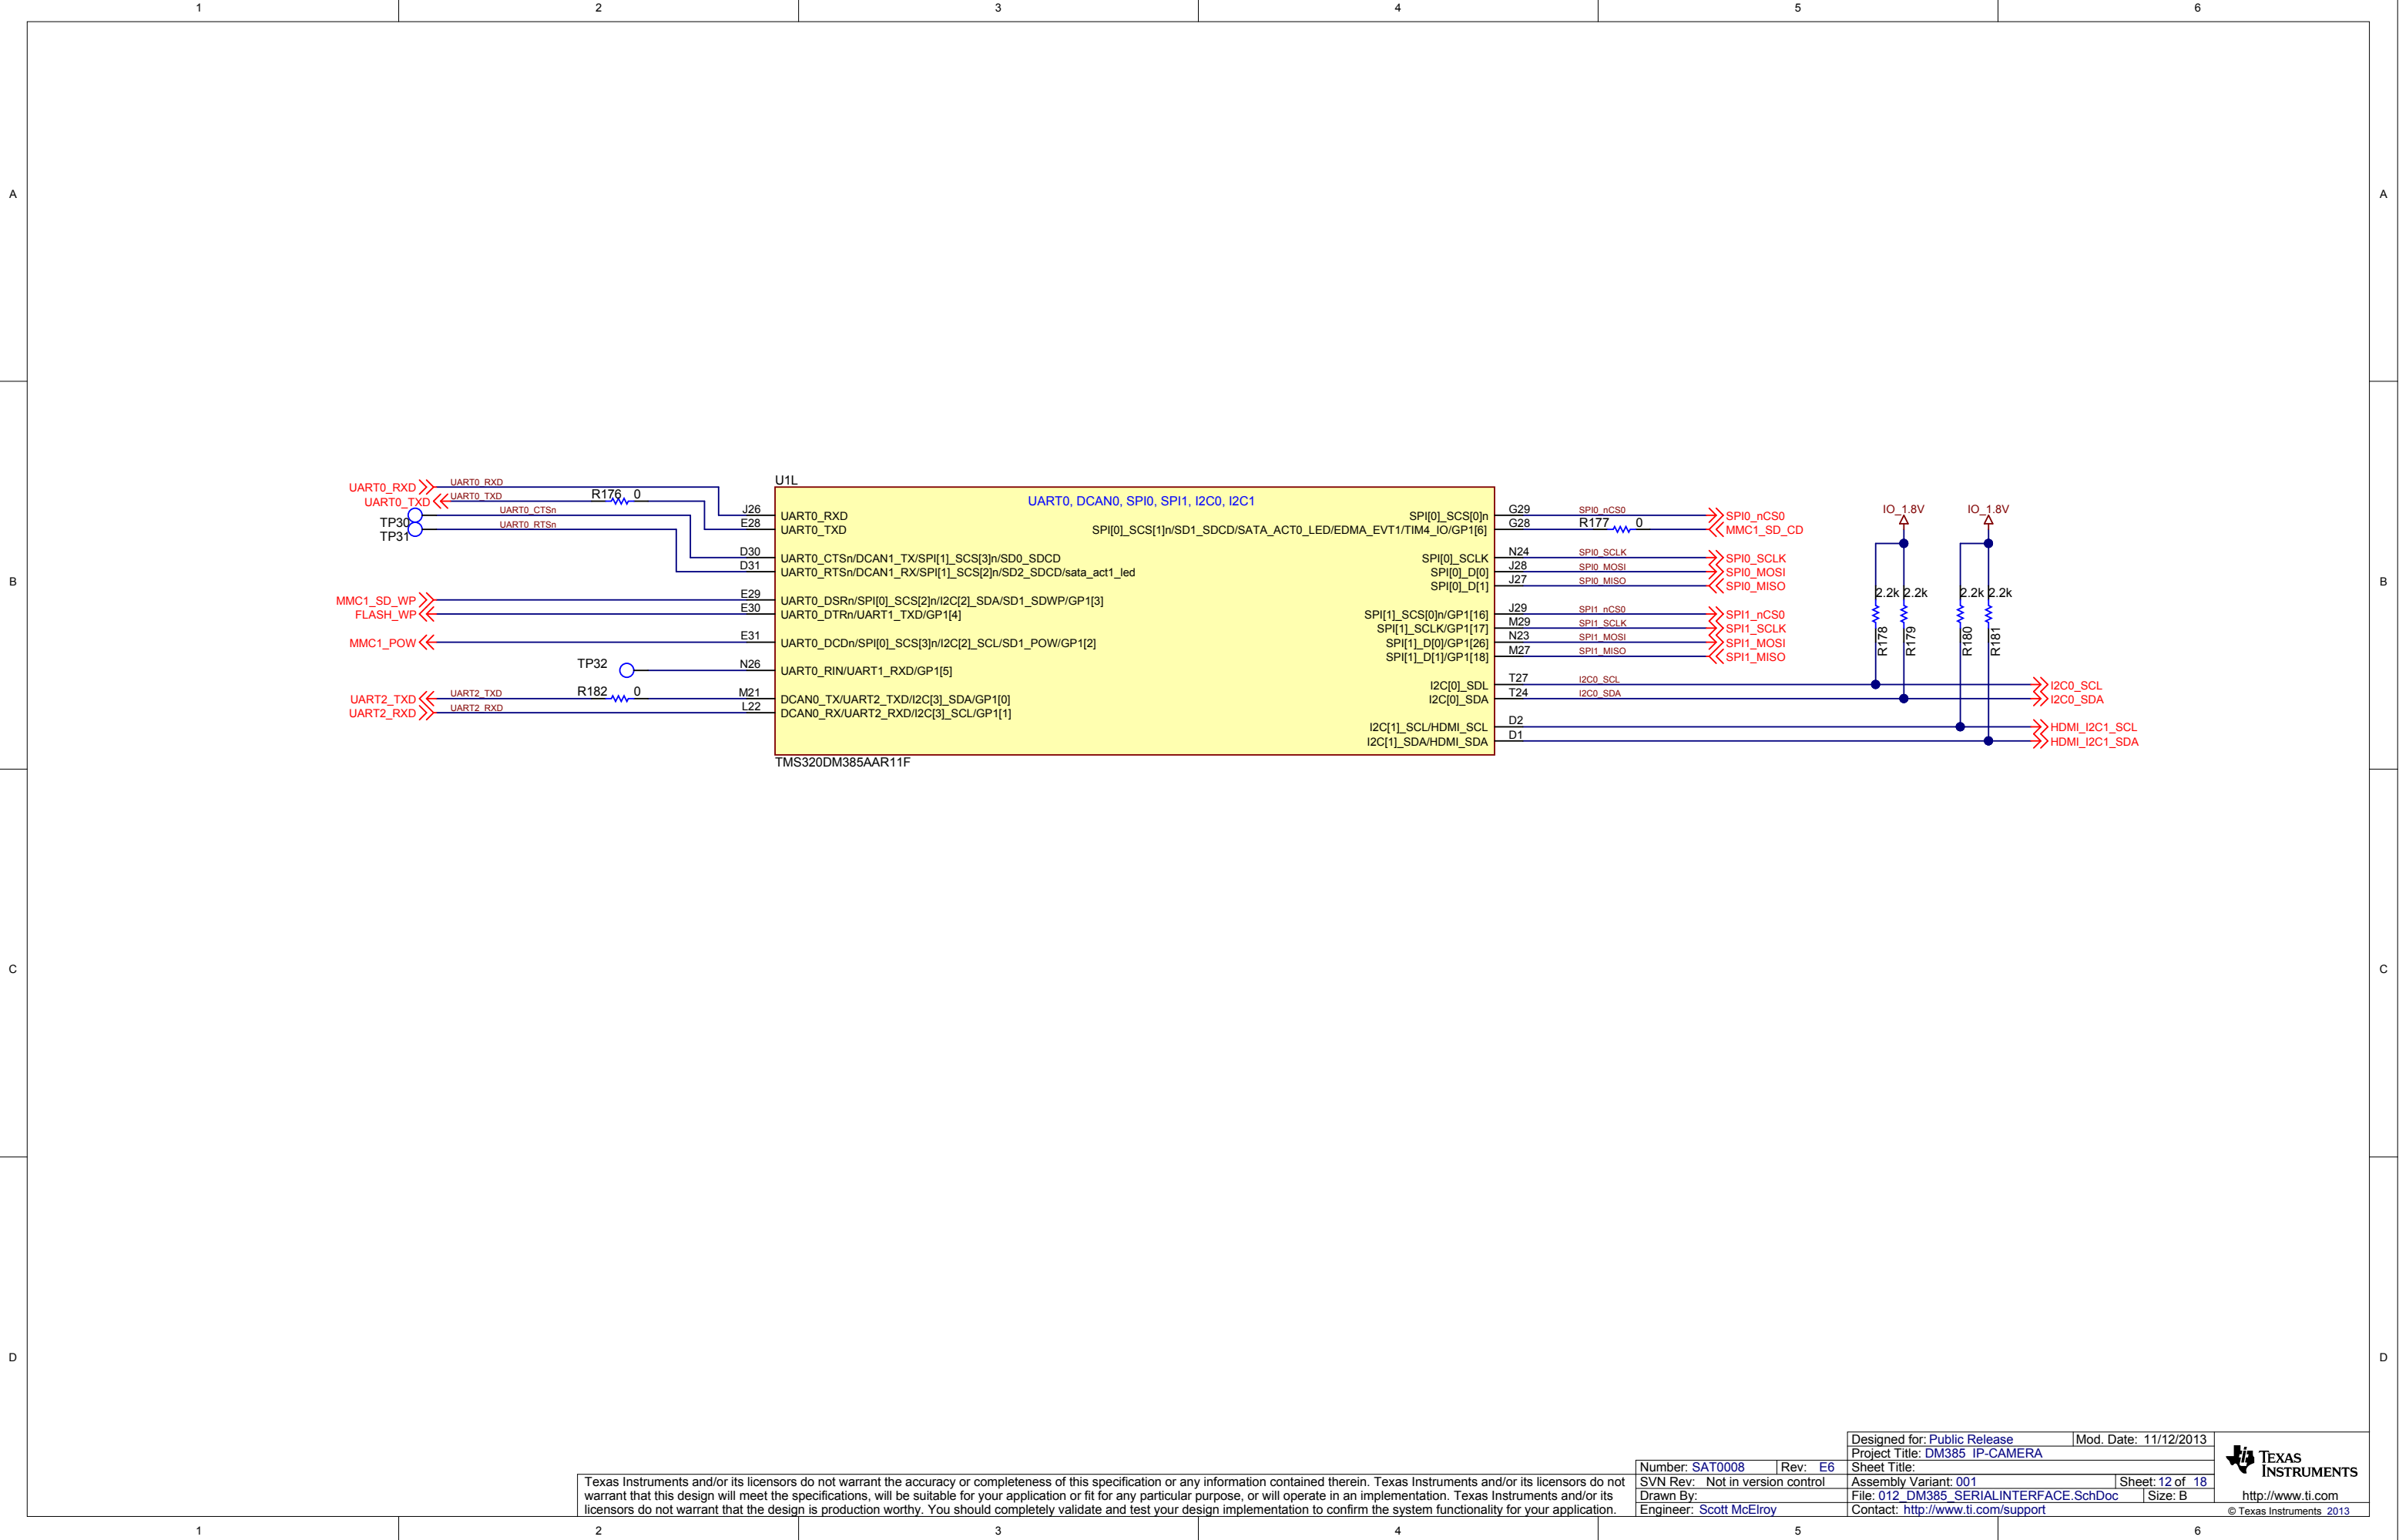 1 2 3 4 5 6
A A
B B
C C
D D
UART0_RXD UART0_RXD
UART0_TXD UART0_TXD R176 0
TP30 UART0_CTSn
TP31 UART0_RTSn
MMC1_SD_WP
FLASH_WP
MMC1_POW
TP32
UART2_TXD UART2_TXD R182 0
UART2_RXD UART2_RXD
U1L
UART0, DCAN0, SPI0, SPI1, I2C0, I2C1
J26 UART0_RXD
E28 UART0_TXD
D30 UART0_CTSn/DCAN1_TX/SPI[1]_SCS[3]n/SD0_SDCD
D31 UART0_RTSn/DCAN1_RX/SPI[1]_SCS[2]n/SD2_SDCD/sata_act1_led
E29 UART0_DSRn/SPI[0]_SCS[2]n/I2C[2]_SDA/SD1_SDWP/GP1[3]
E30 UART0_DTRn/UART1_TXD/GP1[4]
E31 UART0_DCDn/SPI[0]_SCS[3]n/I2C[2]_SCL/SD1_POW/GP1[2]
N26 UART0_RIN/UART1_RXD/GP1[5]
M21 DCAN0_TX/UART2_TXD/I2C[3]_SDA/GP1[0]
L22 DCAN0_RX/UART2_RXD/I2C[3]_SCL/GP1[1]
TMS320DM385AAR11F
SPI[0]_SCS[0]n G29 SPI0_nCS0 SPI0_nCS0
SPI[0]_SCS[1]n/SD1_SDCD/SATA_ACT0_LED/EDMA_EVT1/TIM4_IO/GP1[6] G28 R177 0 MMC1_SD_CD
SPI[0]_SCLK N24 SPI0_SCLK SPI0_SCLK
SPI[0]_D[0] J28 SPI0_MOSI SPI0_MOSI
SPI[0]_D[1] J27 SPI0_MISO SPI0_MISO
SPI[1]_SCS[0]n/GP1[16] J29 SPI1_nCS0 SPI1_nCS0
SPI[1]_SCLK/GP1[17] M29 SPI1_SCLK SPI1_SCLK
SPI[1]_D[0]/GP1[26] N23 SPI1_MOSI SPI1_MOSI
SPI[1]_D[1]/GP1[18] M27 SPI1_MISO SPI1_MISO
I2C[0]_SDL T27 I2C0_SCL I2C0_SCL
I2C[0]_SDA T24 I2C0_SDA I2C0_SDA
I2C[1]_SCL/HDMI_SCL D2 HDMI_I2C1_SCL
I2C[1]_SDA/HDMI_SDA D1 HDMI_I2C1_SDA
IO_1.8V IO_1.8V
2.2k 2.2k 2.2k 2.2k
R178 R179 R180 R181
Texas Instruments and/or its licensors do not warrant the accuracy or completeness of this specification or any information contained therein. Texas Instruments and/or its licensors do not
warrant that this design will meet the specifications, will be suitable for your application or fit for any particular purpose, or will operate in an implementation. Texas Instruments and/or its
licensors do not warrant that the design is production worthy. You should completely validate and test your design implementation to confirm the system functionality for your application.
Number: SAT0008 Rev: E6
SVN Rev: Not in version control
Drawn By:
Engineer: Scott McElroy
Designed for: Public Release Mod. Date: 11/12/2013
Project Title: DM385_IP-CAMERA
Sheet Title:
Assembly Variant: 001 Sheet: 12 of 18
File: 012_DM385_SERIALINTERFACE.SchDoc Size: B
Contact: http://www.ti.com/support
TEXAS
INSTRUMENTS
http://www.ti.com
© Texas Instruments 2013
1 2 3 4 5 6